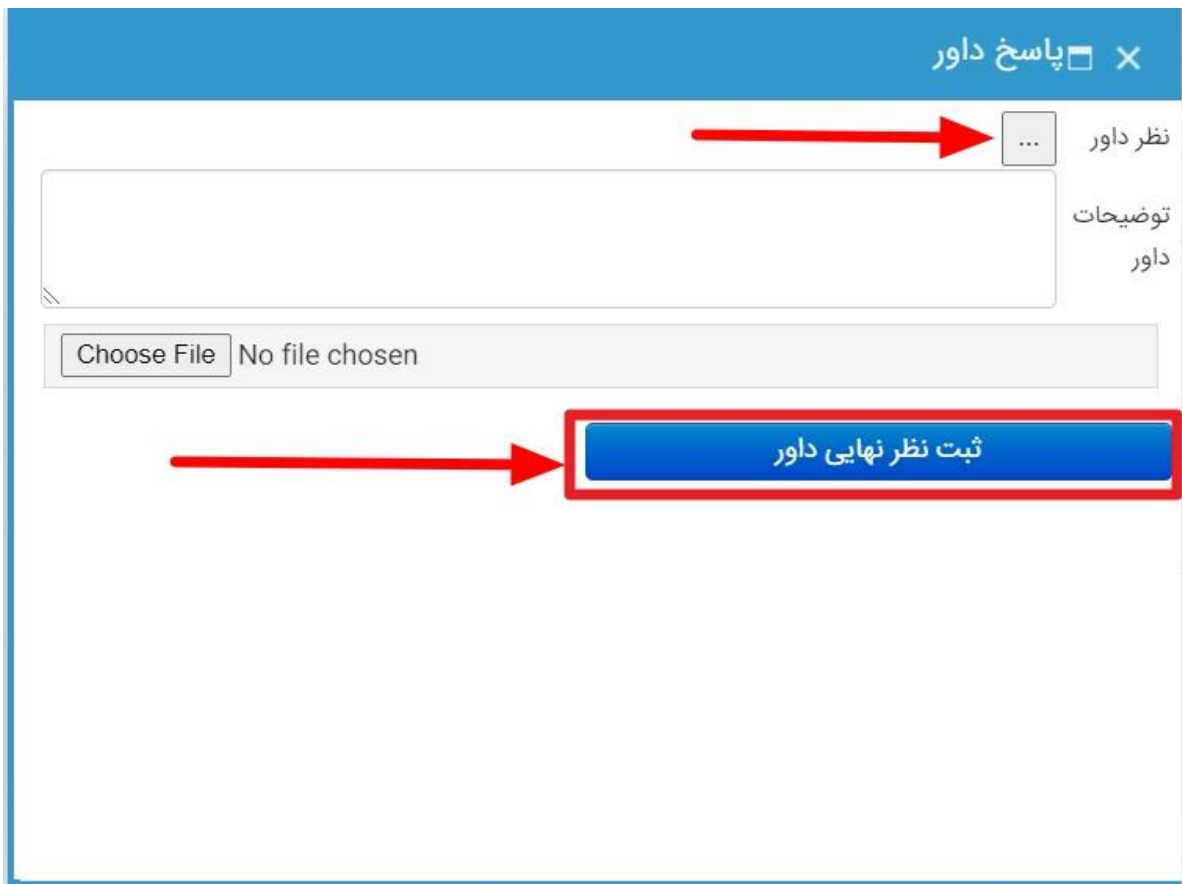 پاسخ داور
نظر داور
...
توضیحات
داور
Choose File No file chosen
ثبت نظر نهایی داور